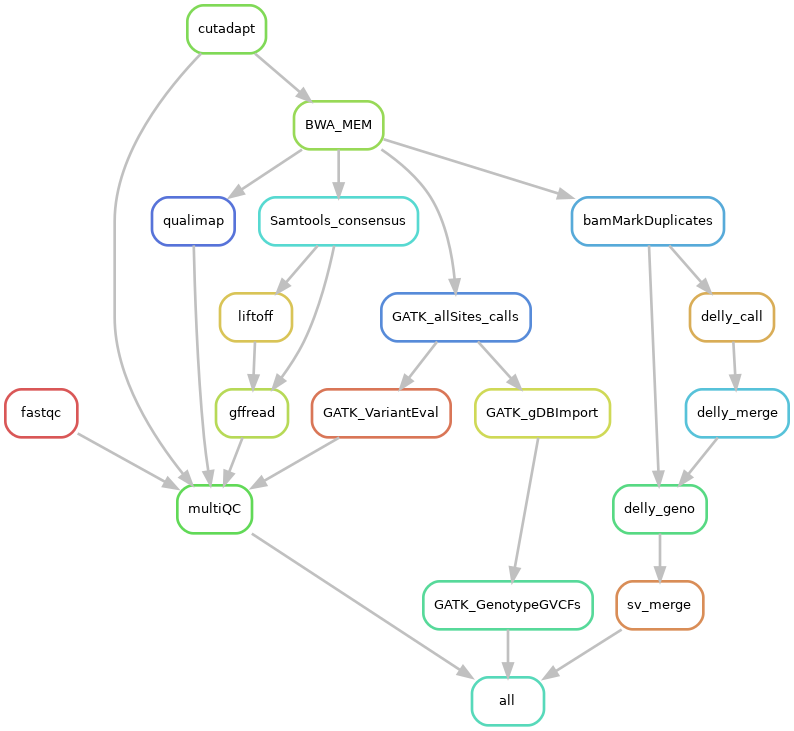 cutadapt
BWA_MEM
qualimap
Samtools_consensus
bamMarkDuplicates
liftoff
GATK_allSites_calls
delly_call
fastqc
gffread
GATK_VariantEval
GATK_gDBImport
delly_merge
multiQC
delly_geno
GATK_GenotypeGVCFs
sv_merge
all